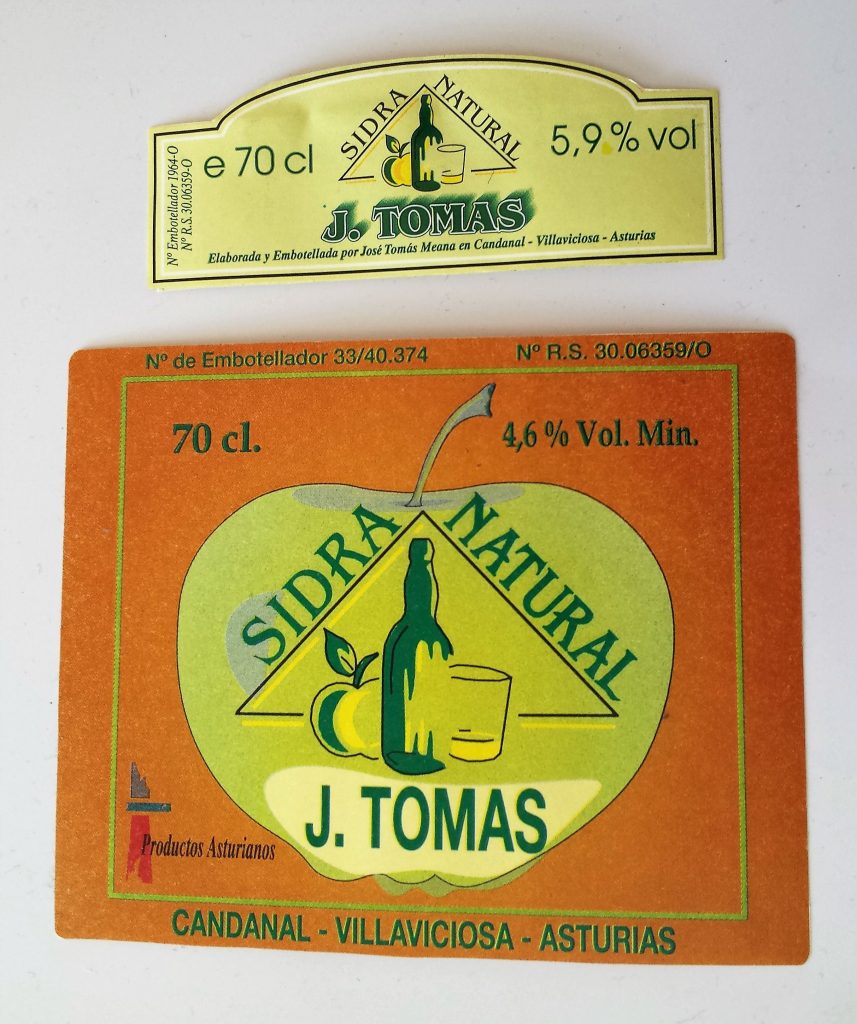 Nº Embotellador 1964-O
Nº R.S. 30.06359-O
e 70 cl
SIDRA NATURAL
5,9 % vol
J. TOMAS
Elaborada y Embotellada por José Tomás Meana en Candanal - Villaviciosa - Asturias
Nº de Embotellador 33/40.374 Nº R.S. 30.06359/O
70 cl. 4,6 % Vol. Min.
SIDRA NATURAL
J. TOMAS
Productos Asturianos
CANDANAL - VILLAVICIOSA - ASTURIAS